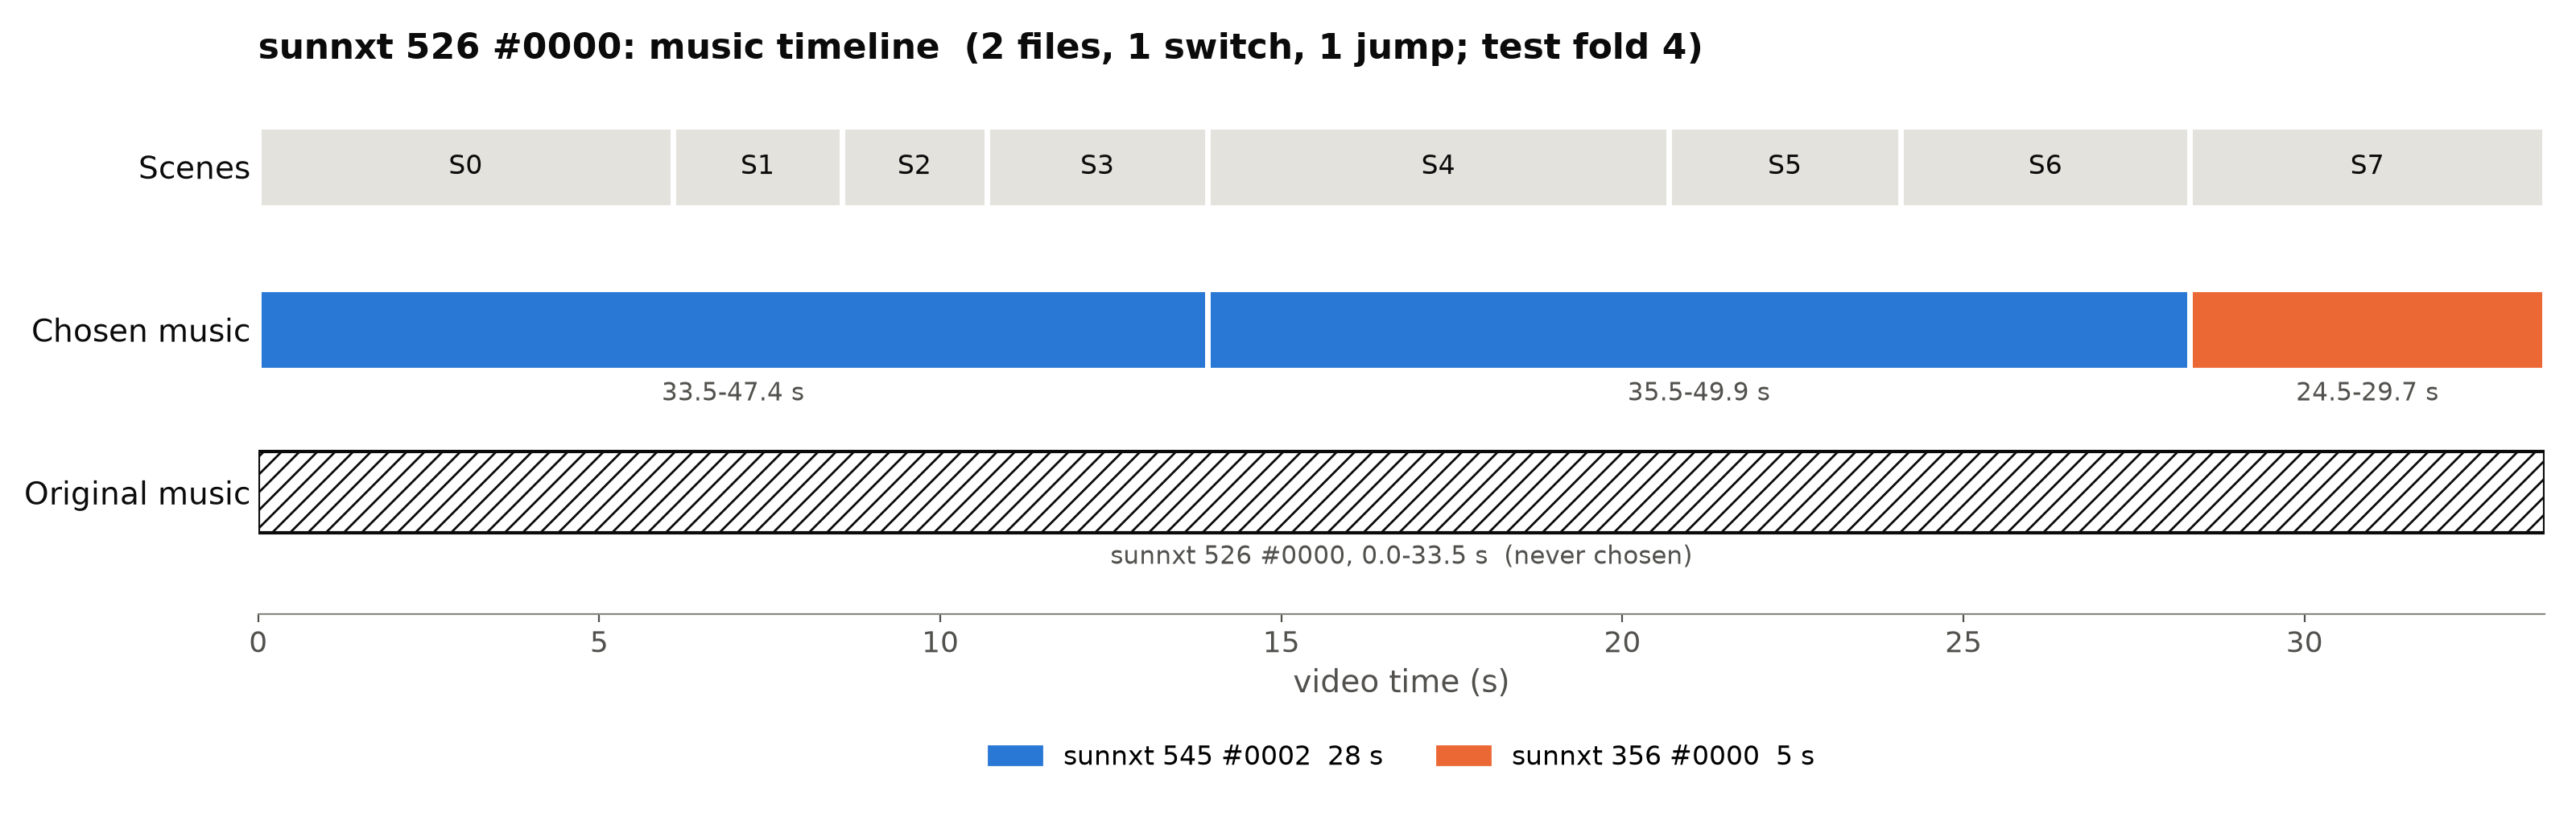 sunnxt 526 #0000: music timeline  (2 files, 1 switch, 1 jump; test fold 4)
Scenes
S0 S1 S2 S3 S4 S5 S6 S7
Chosen music
33.5-47.4 s 35.5-49.9 s 24.5-29.7 s
Original music
sunnxt 526 #0000, 0.0-33.5 s  (never chosen)
0 5 10 15 20 25 30
video time (s)
sunnxt 545 #0002  28 s sunnxt 356 #0000  5 s